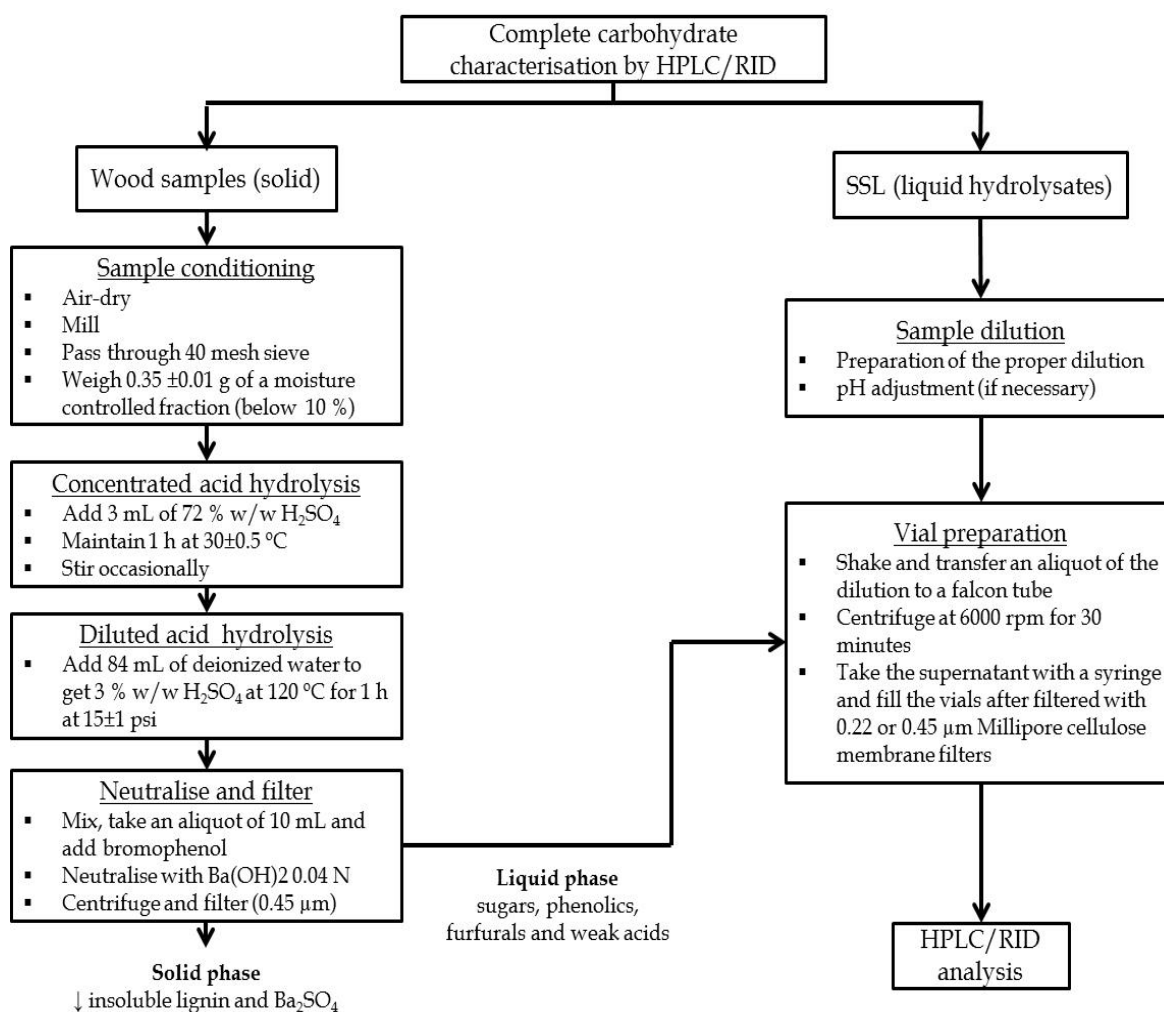 Complete carbohydrate
characterisation by HPLC/RID
Wood samples (solid)
Sample conditioning
▪ Air-dry
▪ Mill
▪ Pass through 40 mesh sieve
▪ Weigh 0.35 ±0.01 g of a moisture
controlled fraction (below 10 %)
Concentrated acid hydrolysis
▪ Add 3 mL of 72 % w/w H₂SO₄
▪ Maintain 1 h at 30±0.5 ºC
▪ Stir occasionally
Diluted acid hydrolysis
▪ Add 84 mL of deionized water to
get 3 % w/w H₂SO₄ at 120 ºC for 1 h
at 15±1 psi
Neutralise and filter
▪ Mix, take an aliquot of 10 mL and
add bromophenol
▪ Neutralise with Ba(OH)2 0.04 N
▪ Centrifuge and filter (0.45 µm)
Solid phase
↓ insoluble lignin and Ba₂SO₄
Liquid phase
sugars, phenolics,
furfurals and weak acids
SSL (liquid hydrolysates)
Sample dilution
▪ Preparation of the proper dilution
▪ pH adjustment (if necessary)
Vial preparation
▪ Shake and transfer an aliquot of the
dilution to a falcon tube
▪ Centrifuge at 6000 rpm for 30
minutes
▪ Take the supernatant with a syringe
and fill the vials after filtered with
0.22 or 0.45 µm Millipore cellulose
membrane filters
HPLC/RID
analysis